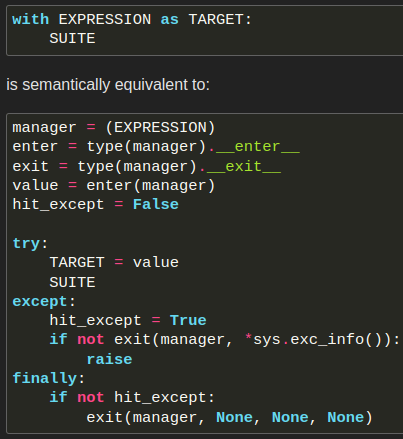 with EXPRESSION as TARGET:
    SUITE
is semantically equivalent to:
manager = (EXPRESSION)
enter = type(manager).__enter__
exit = type(manager).__exit__
value = enter(manager)
hit_except = False

try:
    TARGET = value
    SUITE
except:
    hit_except = True
    if not exit(manager, *sys.exc_info()):
        raise
finally:
    if not hit_except:
        exit(manager, None, None, None)